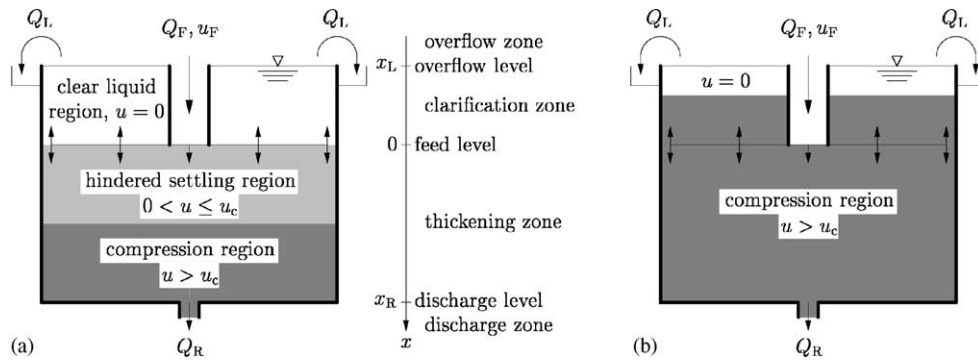 Q_L
Q_F, u_F
Q_L
clear liquid
region, u = 0
hindered settling region
0 < u ≤ u_c
compression region
u > u_c
(a)
Q_R
overflow zone
x_L overflow level
clarification zone
0 feed level
thickening zone
x_R discharge level
discharge zone
x
Q_L
Q_F, u_F
Q_L
u = 0
compression region
u > u_c
(b)
Q_R